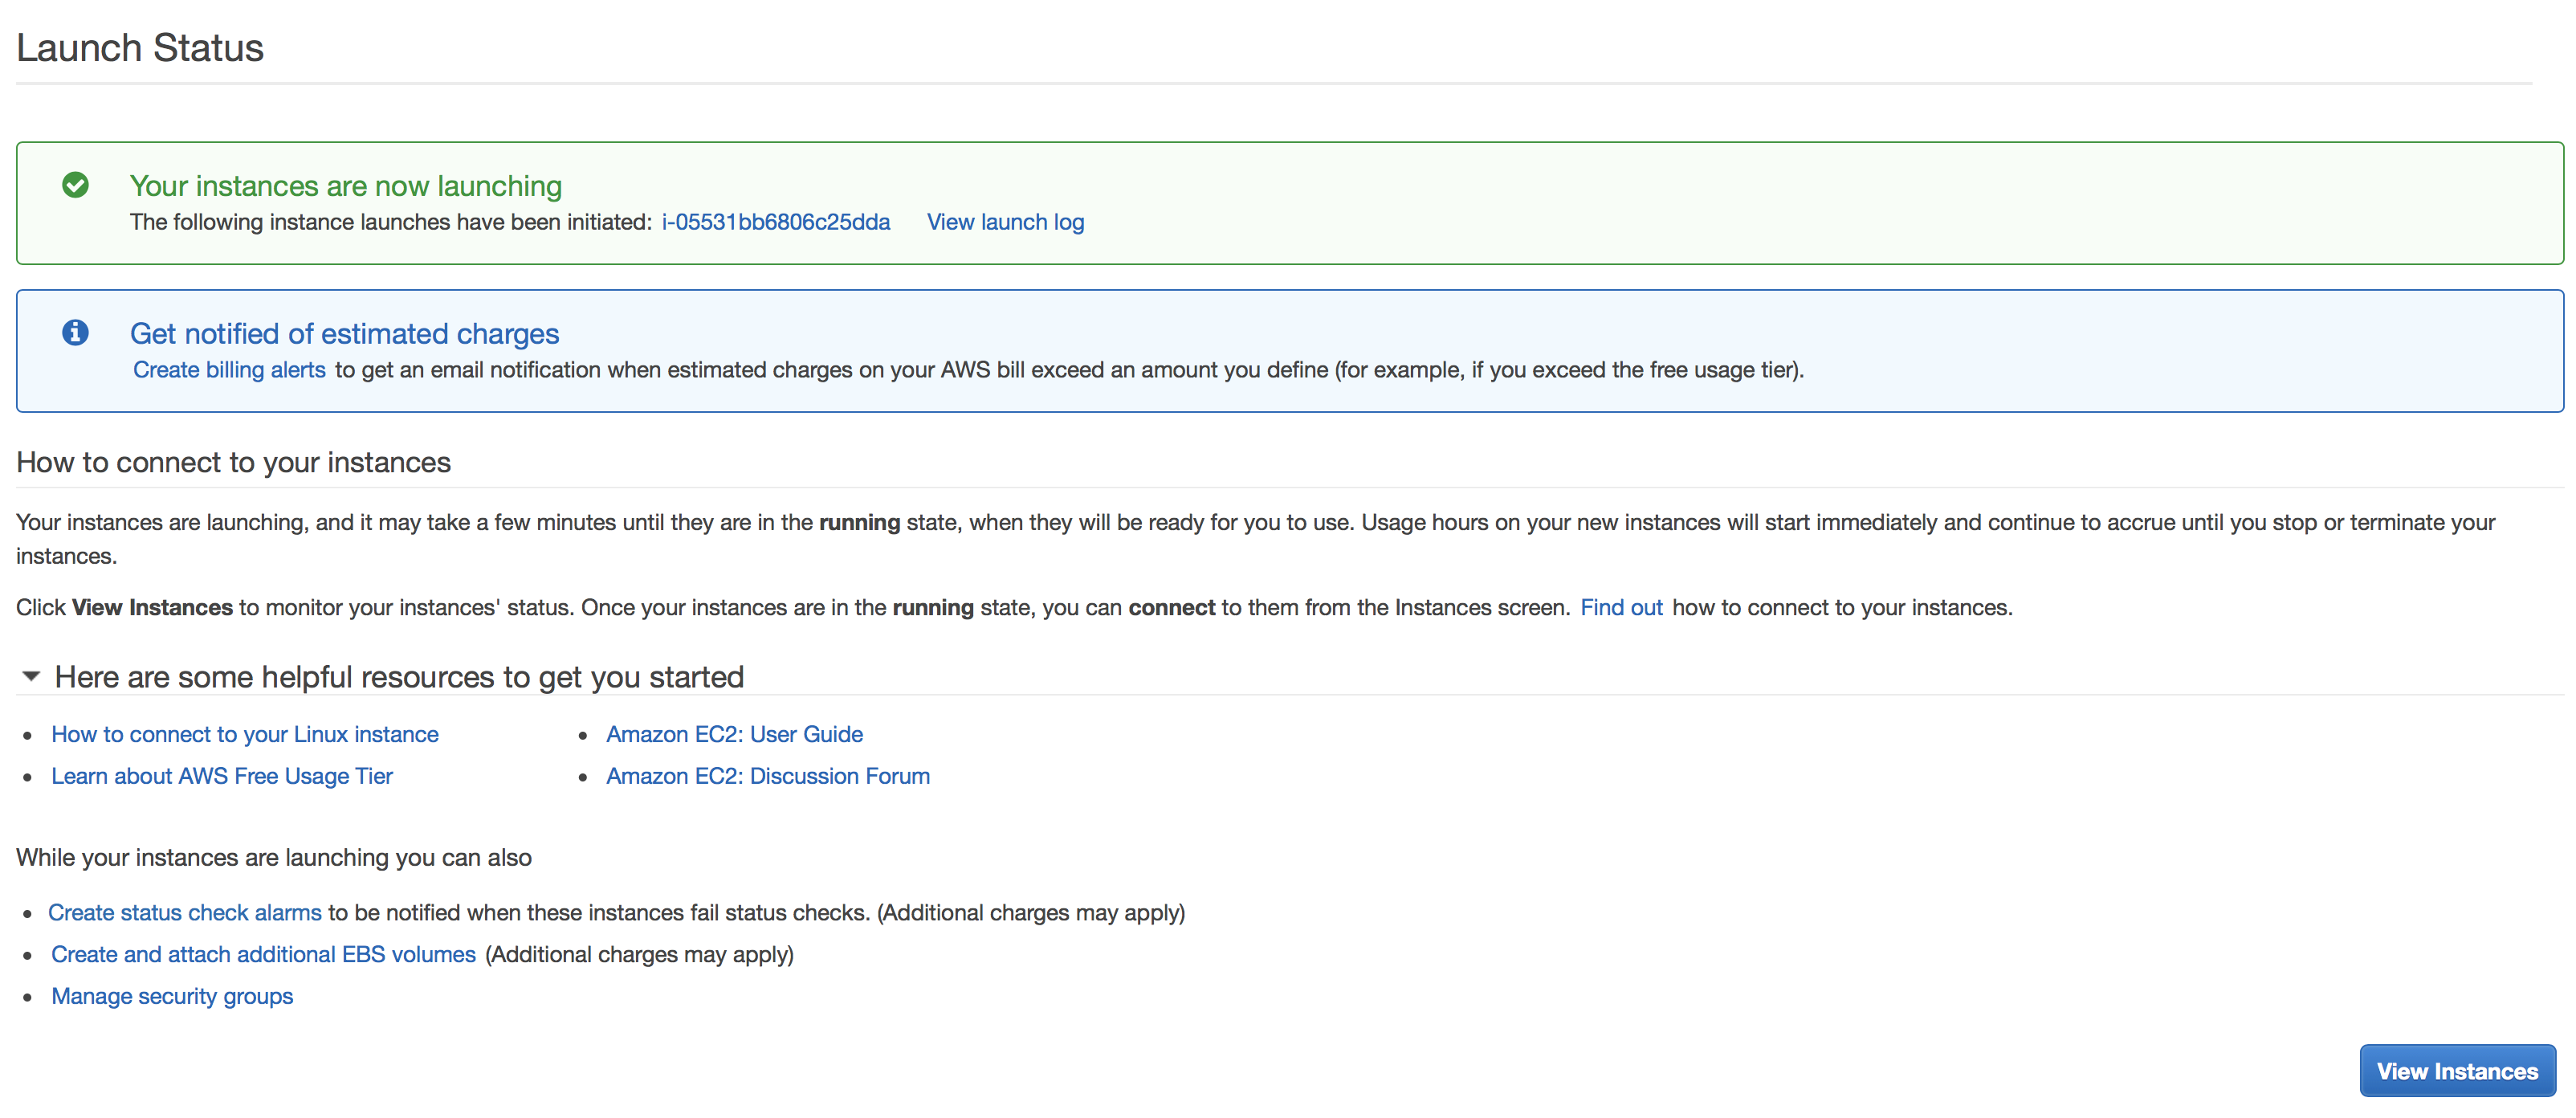 Launch Status
Your instances are now launching
The following instance launches have been initiated: i-05531bb6806c25dda View launch log
Get notified of estimated charges
Create billing alerts to get an email notification when estimated charges on your AWS bill exceed an amount you define (for example, if you exceed the free usage tier).
How to connect to your instances
Your instances are launching, and it may take a few minutes until they are in the running state, when they will be ready for you to use. Usage hours on your new instances will start immediately and continue to accrue until you stop or terminate your
instances.
Click View Instances to monitor your instances' status. Once your instances are in the running state, you can connect to them from the Instances screen. Find out how to connect to your instances.
Here are some helpful resources to get you started
How to connect to your Linux instance
Amazon EC2: User Guide
Learn about AWS Free Usage Tier
Amazon EC2: Discussion Forum
While your instances are launching you can also
Create status check alarms to be notified when these instances fail status checks. (Additional charges may apply)
Create and attach additional EBS volumes (Additional charges may apply)
Manage security groups
View Instances